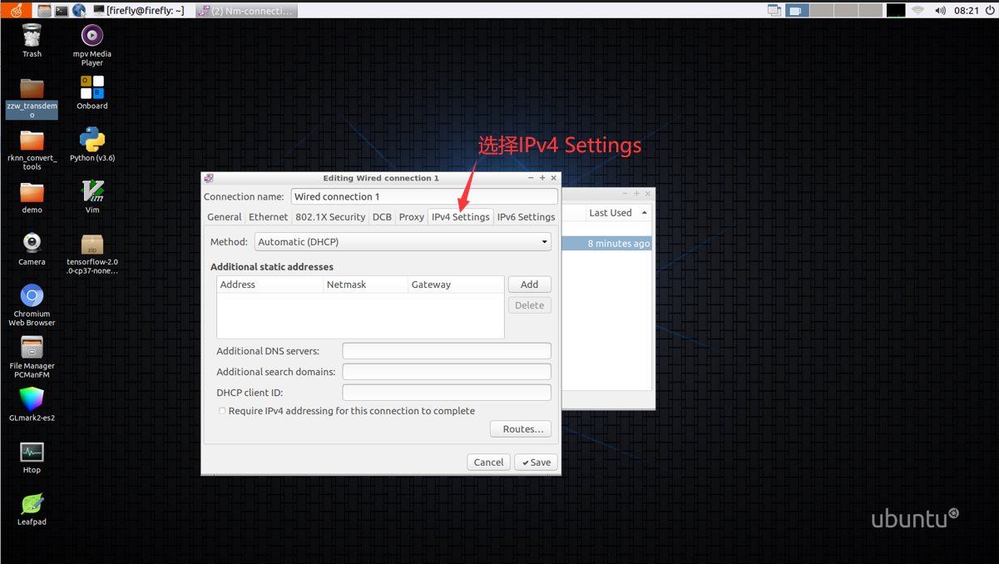 [firefly@firefly: ~]
(2) Nm-connecti...
08:21
Trash
mpv Media
Player
zzw_transdem
o
Onboard
rknn_convert_
tools
Python (v3.6)
demo
Vim
Camera
zip
tensorflow-2.0
.0-cp37-none...
Chromium
Web Browser
File Manager
PCManFM
GLmark2-es2
Htop
Leafpad
选择IPv4 Settings
Editing Wired connection 1
Connection name: Wired connection 1
General Ethernet 802.1X Security DCB Proxy IPv4 Settings IPv6 Settings
Method: Automatic (DHCP)
Additional static addresses
Address Netmask Gateway
Add
Delete
Additional DNS servers:
Additional search domains:
DHCP client ID:
Require IPv4 addressing for this connection to complete
Routes...
Cancel Save
Last Used
8 minutes ago
ubuntu